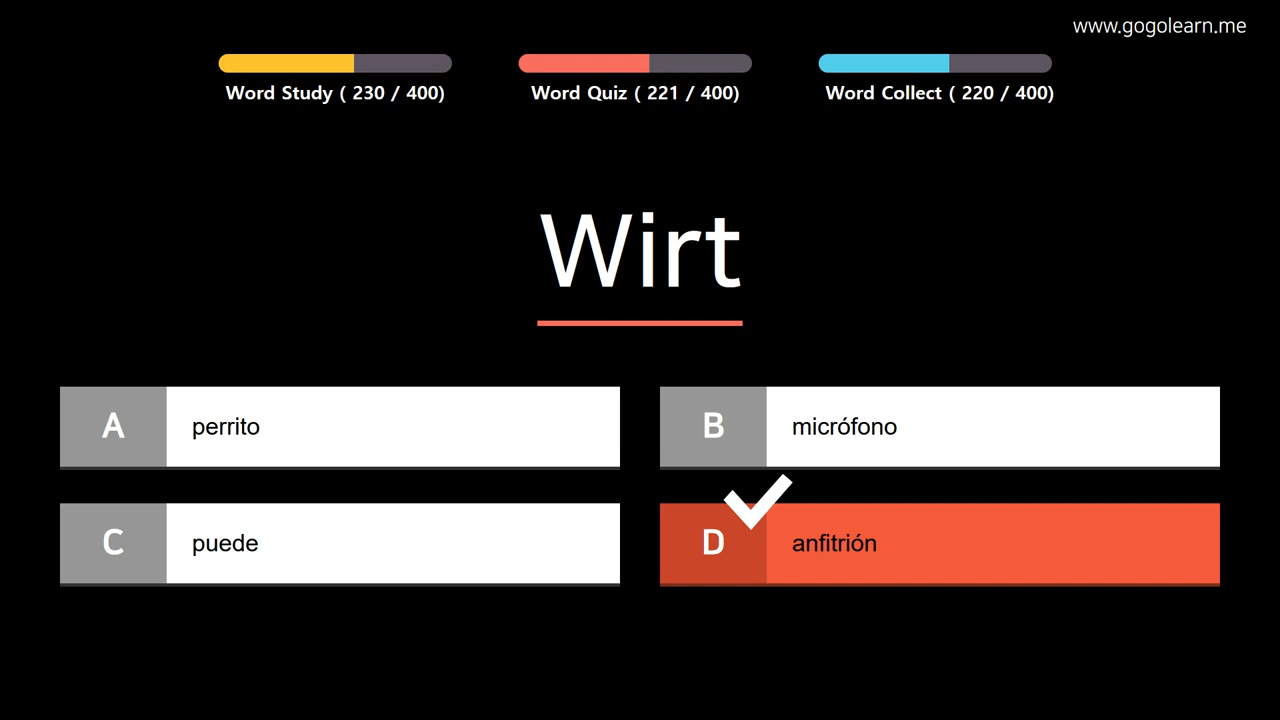 www.gogolearn.me
Word Study ( 230 / 400)
Word Quiz ( 221 / 400)
Word Collect ( 220 / 400)
Wirt
A perrito
B micrófono
C puede
D anfitrión